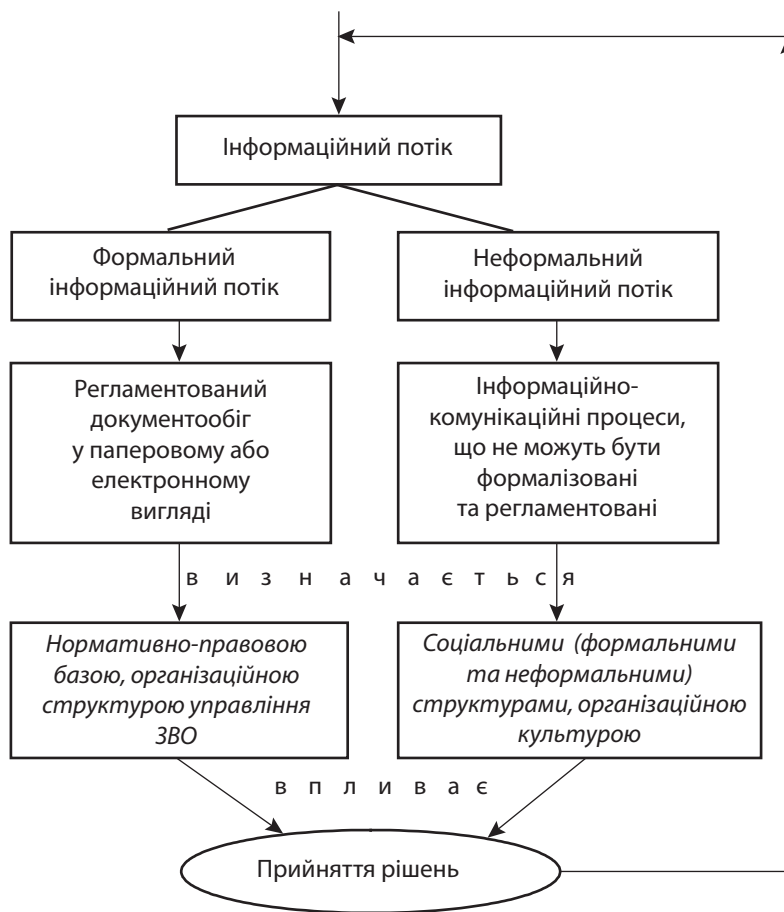 Інформаційний потік
Формальний
інформаційний потік
Неформальний
інформаційний потік
Регламентований
документообіг
у паперовому або
електронному
вигляді
Інформаційно-
комунікаційні процеси,
що не можуть бути
формалізовані
та регламентовані
визначається
Нормативно-правовою
базою, організаційною
структурою управління
ЗВО
Соціальними (формальними
та неформальними)
структурами, організаційною
культурою
впливає
Прийняття рішень